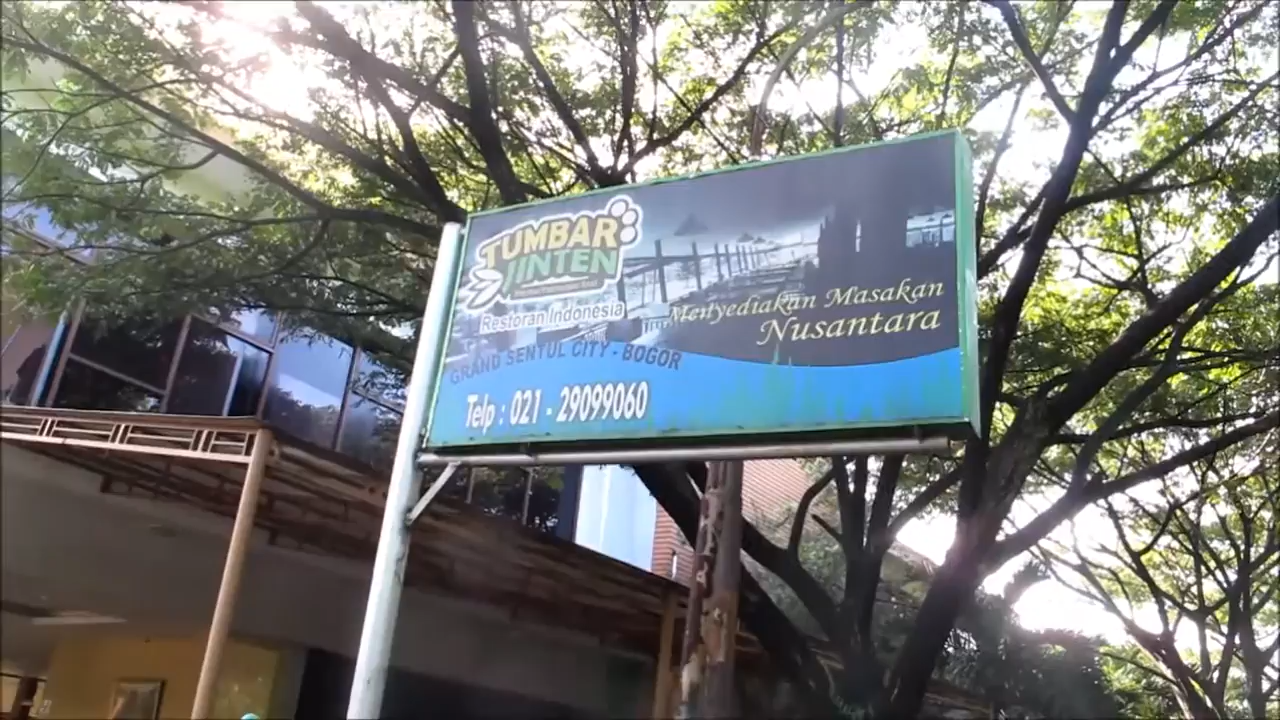 TUMBAR
JINTEN
Restoran Indonesia
Menyediakan Masakan
Nusantara
GRAND SENTUL CITY - BOGOR
Telp : 021 - 29099060